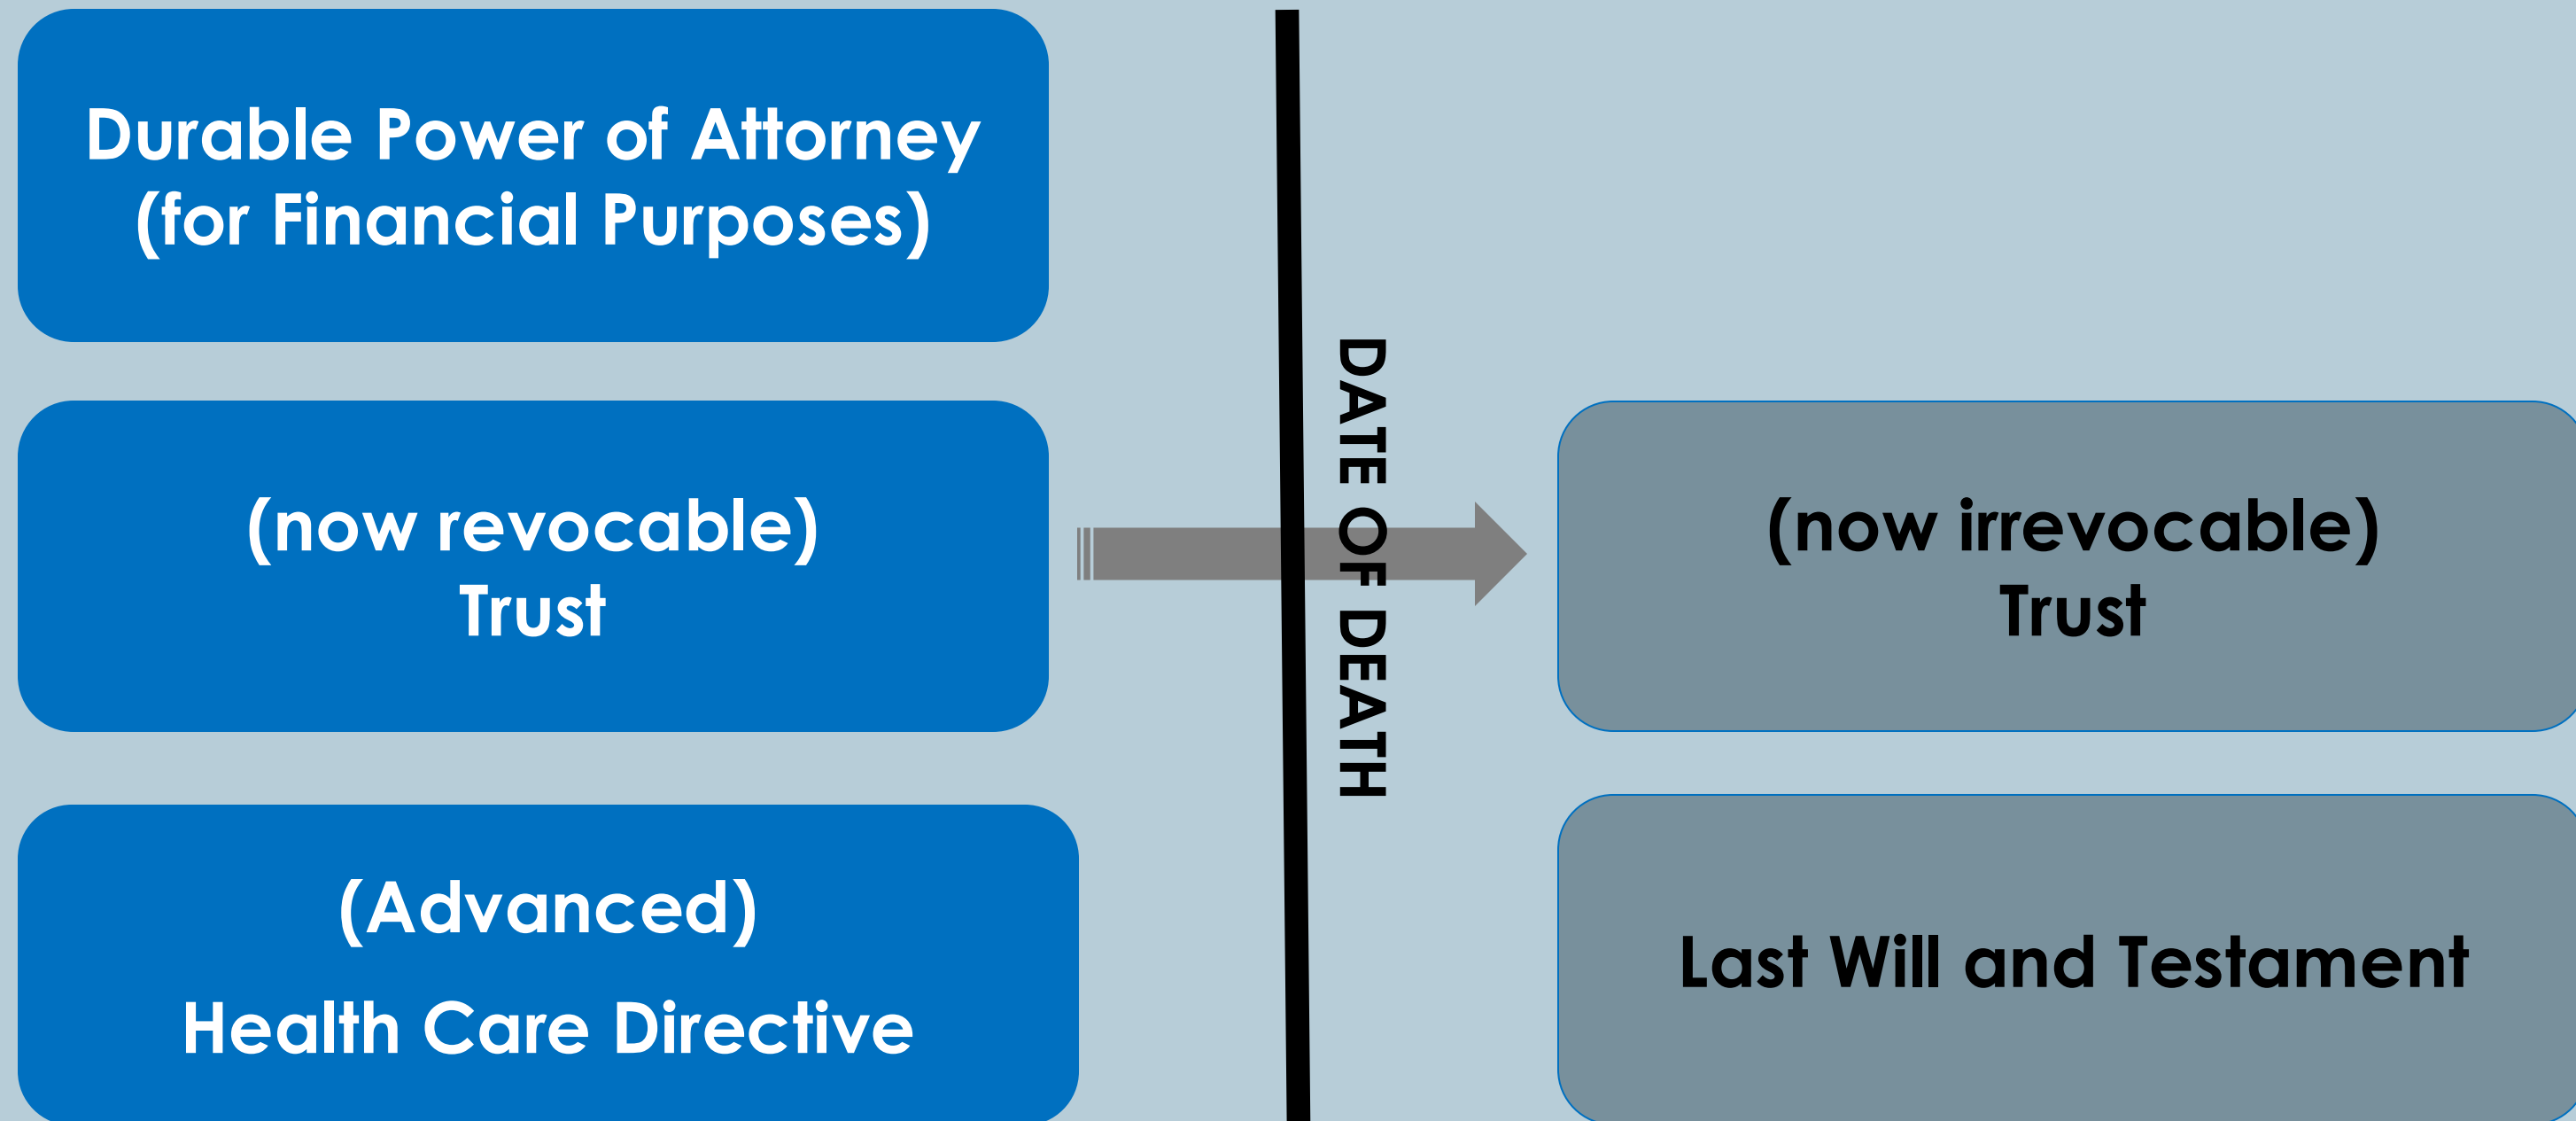 Durable Power of Attorney
(for Financial Purposes)
(now revocable)
Trust
(Advanced)
Health Care Directive
DATE OF DEATH
(now irrevocable)
Trust
Last Will and Testament